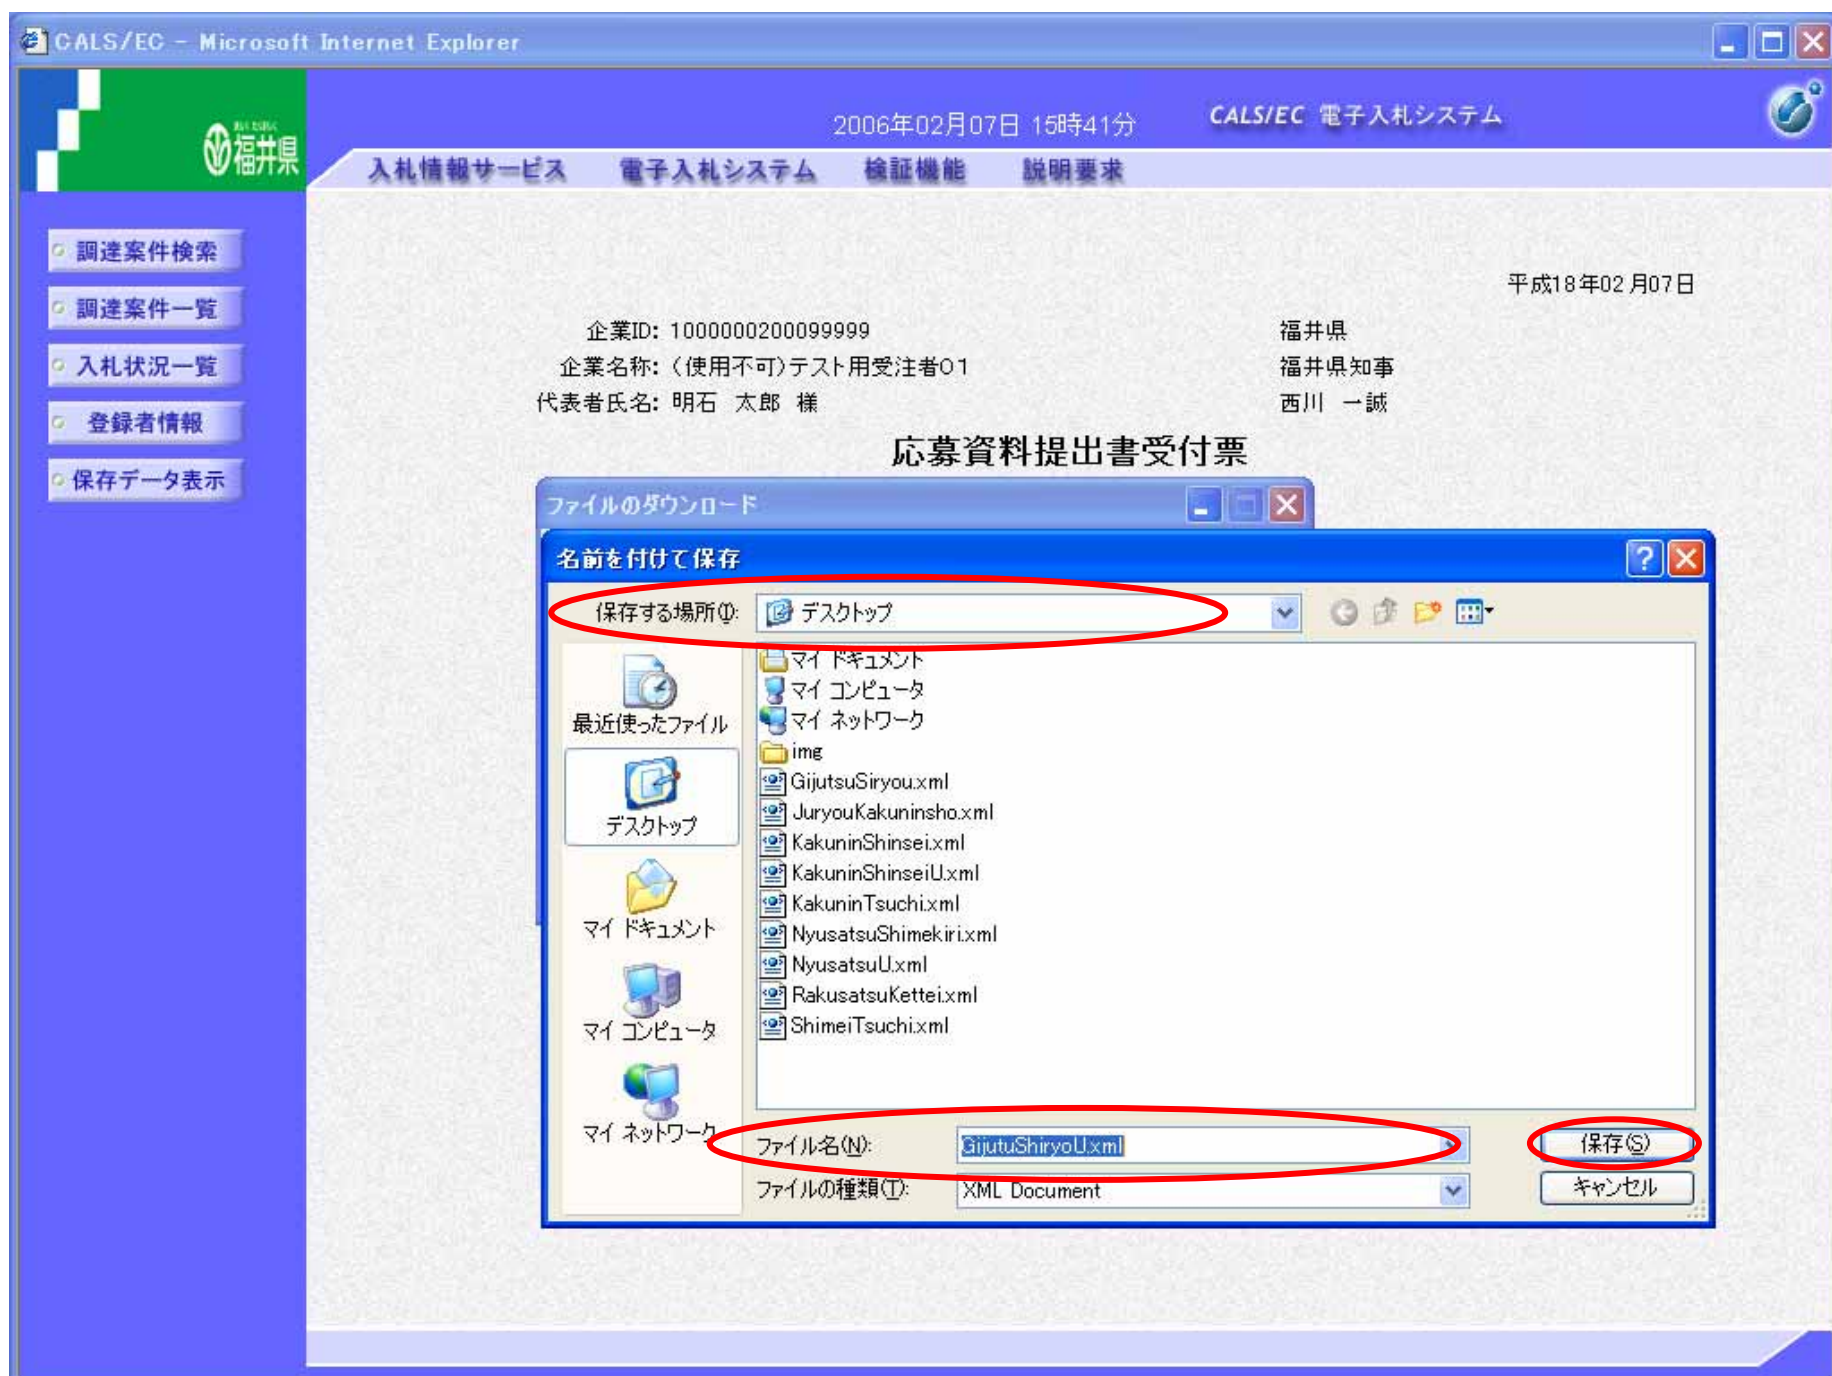 CALS/EC - Microsoft Internet Explorer
福井県
2006年02月07日 15時41分
CALS/EC 電子入札システム
入札情報サービス 電子入札システム 検証機能 説明要求
調達案件検索
調達案件一覧
入札状況一覧
登録者情報
保存データ表示
平成18年02月07日
企業ID: 1000000200099999
福井県
企業名称: (使用不可)テスト用受注者01
福井県知事
代表者氏名: 明石 太郎 様
西川 一誠
応募資料提出書受付票
ファイルのダウンロード
名前を付けて保存
保存する場所(I): デスクトップ
最近使ったファイル
デスクトップ
マイ ドキュメント
マイ コンピュータ
マイ ネットワーク
マイ ドキュメント
マイ コンピュータ
マイ ネットワーク
img
GijutsuSiryou.xml
JuryouKakuninsho.xml
KakuninShinsei.xml
KakuninShinseiU.xml
KakuninTsuchi.xml
NyusatsuShimekiri.xml
NyusatsuU.xml
RakusatsuKettei.xml
ShimeiTsuchi.xml
ファイル名(N): GijutuShiryoU.xml 保存(S)
ファイルの種類(T): XML Document キャンセル